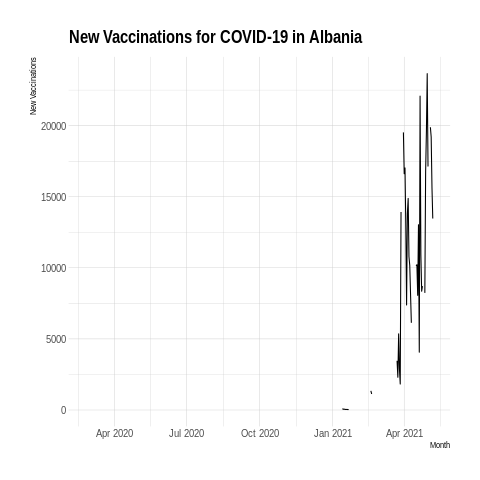 New Vaccinations for COVID-19 in Albania
New Vaccinations
20000
15000
10000
5000
0
Apr 2020 Jul 2020 Oct 2020 Jan 2021 Apr 2021
Month